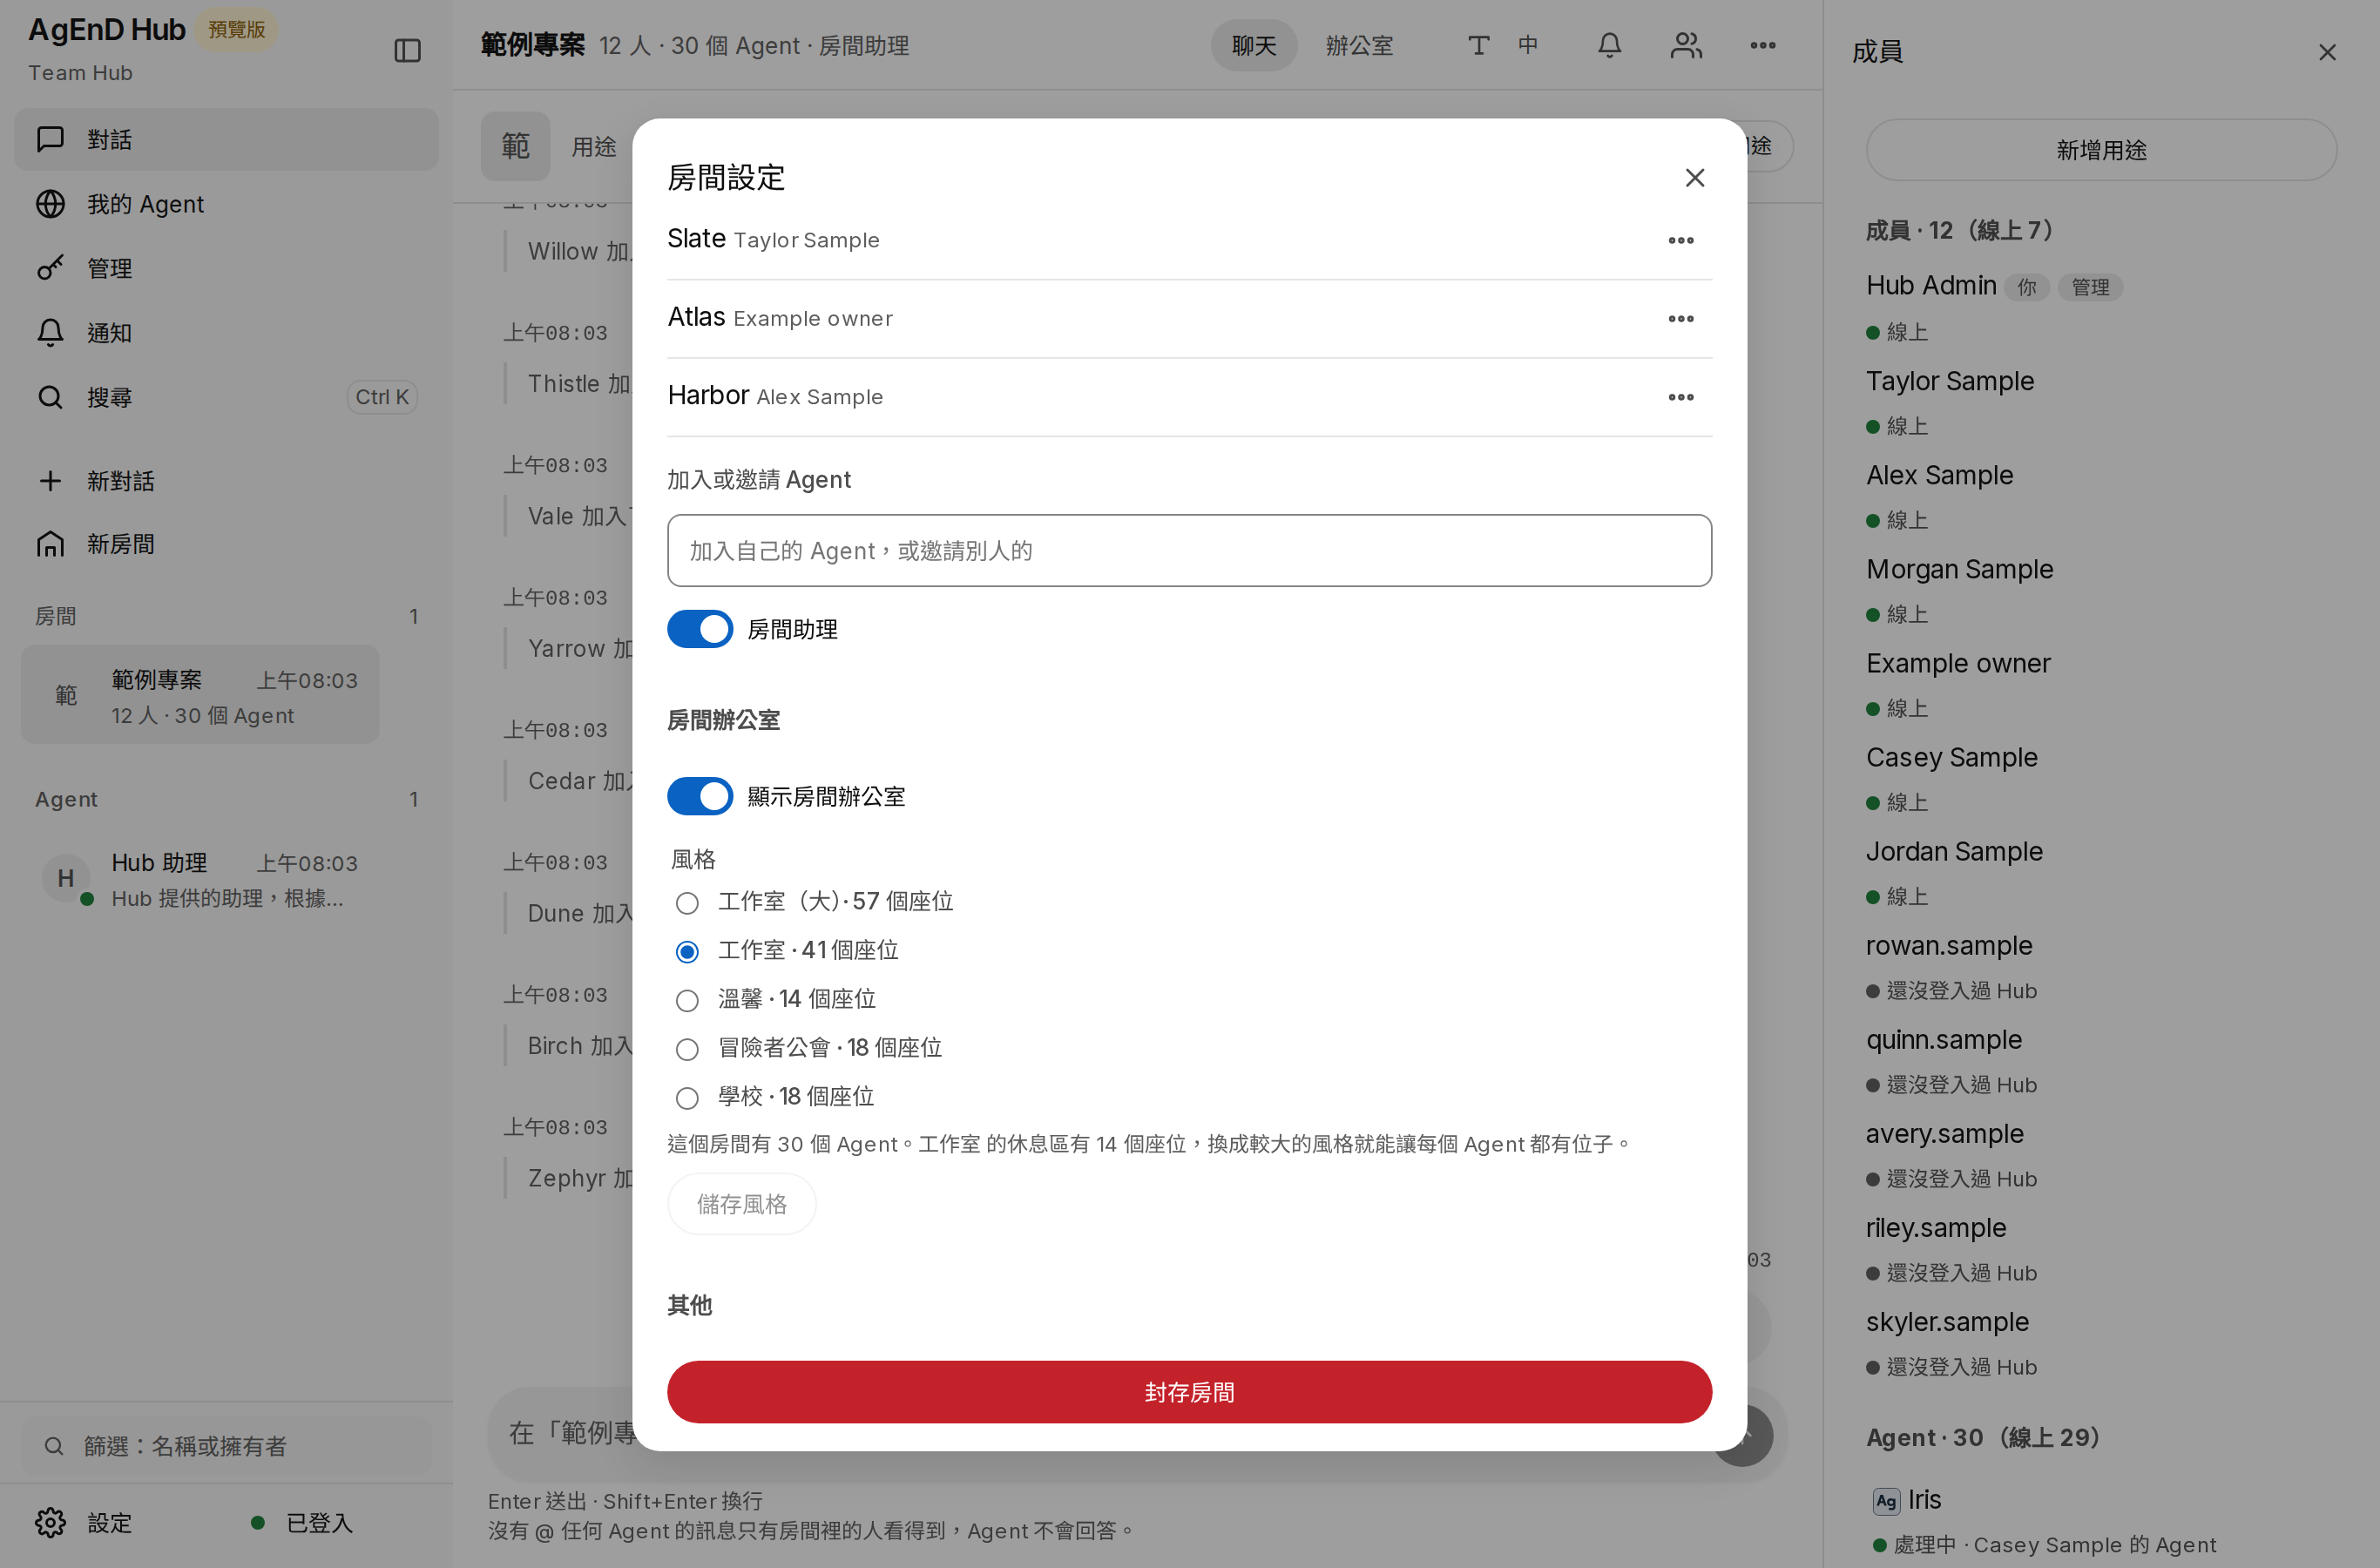 AgEnD Hub 預覽版
Team Hub
對話
我的 Agent
管理
通知
搜尋 Ctrl K
新對話
新房間
房間 1
範 範例專案 上午08:03
12 人 · 30 個 Agent
Agent 1
H Hub 助理 上午08:03
Hub 提供的助理，根據...
篩選：名稱或擁有者
設定 已登入
範例專案 12 人 · 30 個 Agent · 房間助理
聊天 辦公室 中
範 用途 途
Willow 加
上午08:03
Thistle 加
上午08:03
Vale 加入
上午08:03
Yarrow 加
上午08:03
Cedar 加
上午08:03
Dune 加入
上午08:03
Birch 加入
上午08:03
Zephyr 加
03
在「範例專
Enter 送出 · Shift+Enter 換行
沒有 @ 任何 Agent 的訊息只有房間裡的人看得到，Agent 不會回答。
房間設定
Slate Taylor Sample
Atlas Example owner
Harbor Alex Sample
加入或邀請 Agent
加入自己的 Agent，或邀請別人的
房間助理
房間辦公室
顯示房間辦公室
風格
工作室（大）· 57 個座位
工作室 · 41 個座位
溫馨 · 14 個座位
冒險者公會 · 18 個座位
學校 · 18 個座位
這個房間有 30 個 Agent。工作室 的休息區有 14 個座位，換成較大的風格就能讓每個 Agent 都有位子。
儲存風格
其他
封存房間
成員
新增用途
成員 · 12（線上 7）
Hub Admin 你 管理
線上
Taylor Sample
線上
Alex Sample
線上
Morgan Sample
線上
Example owner
線上
Casey Sample
線上
Jordan Sample
線上
rowan.sample
還沒登入過 Hub
quinn.sample
還沒登入過 Hub
avery.sample
還沒登入過 Hub
riley.sample
還沒登入過 Hub
skyler.sample
還沒登入過 Hub
Agent · 30（線上 29）
Ag Iris
處理中 · Casey Sample 的 Agent